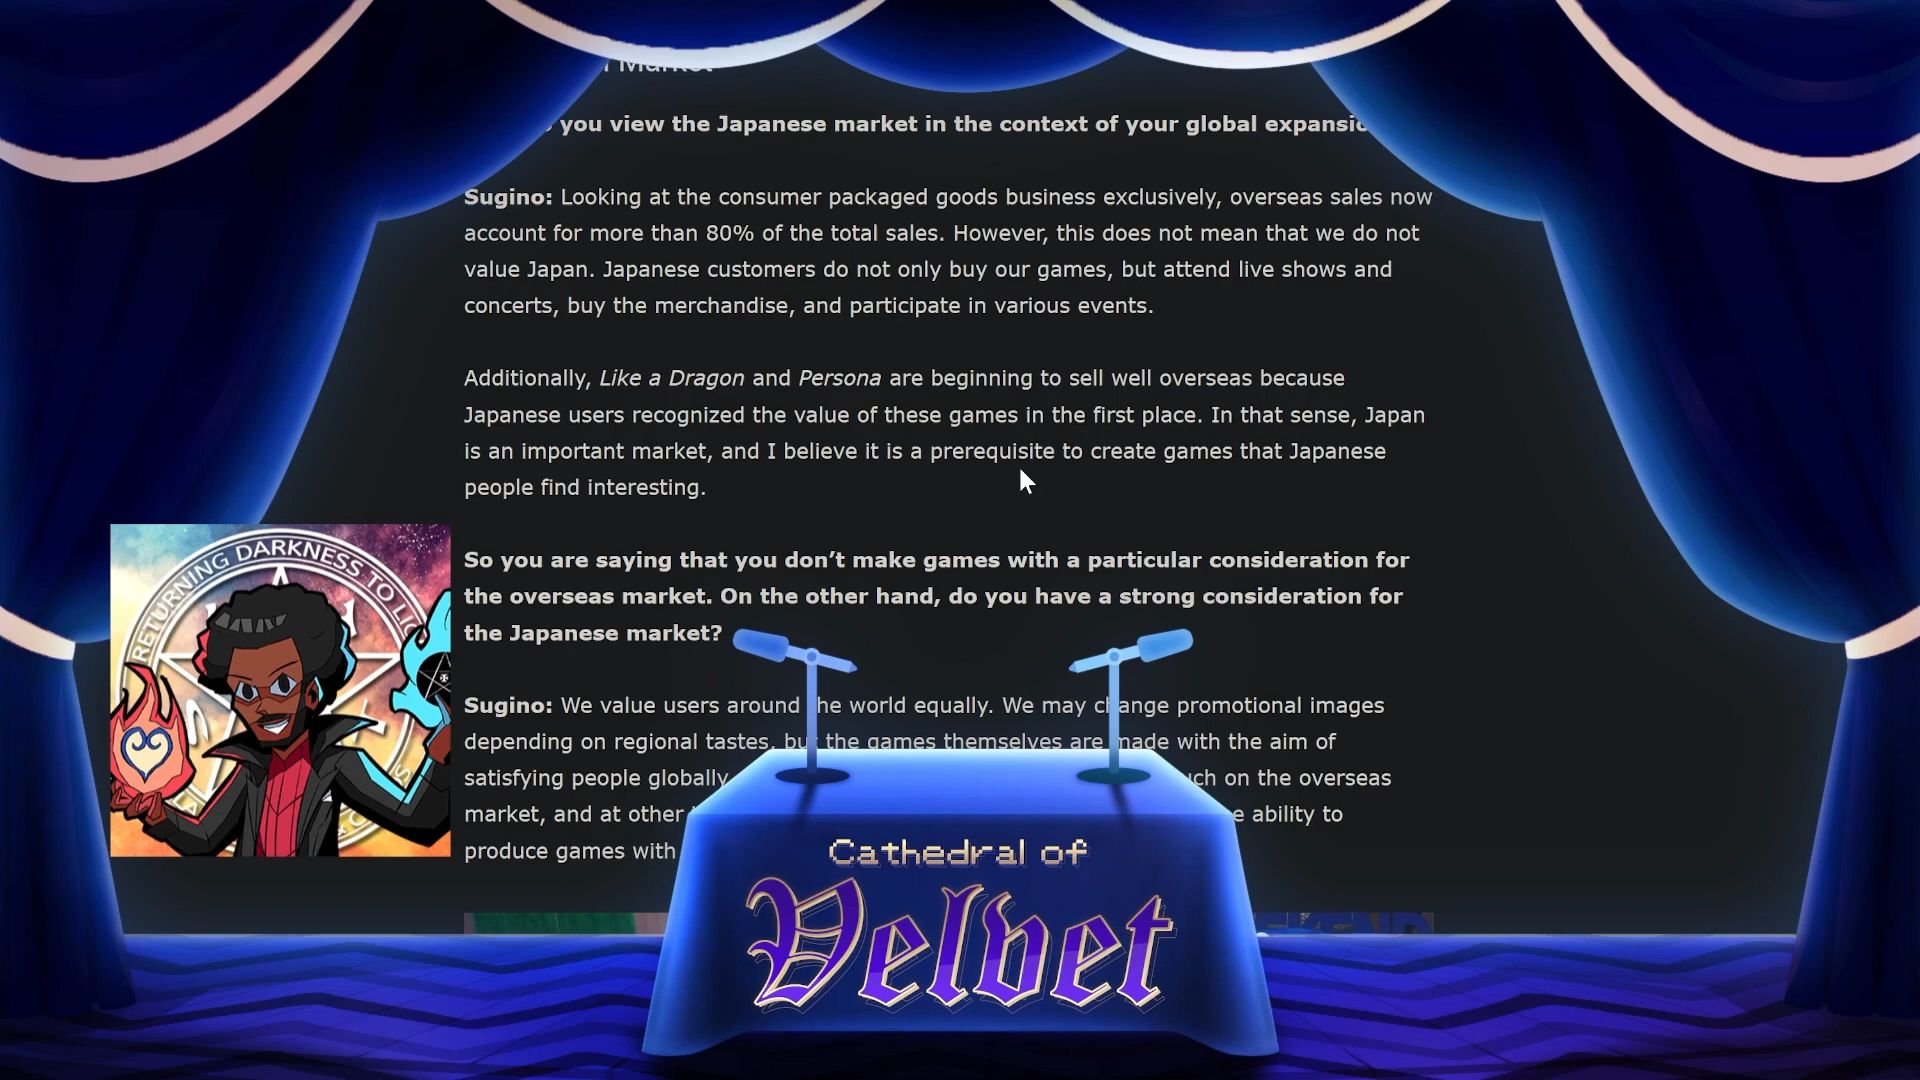 Market
you view the Japanese market in the context of your global
Sugino: Looking at the consumer packaged goods business exclusively, overseas sales now
account for more than 80% of the total sales. However, this does not mean that we do not
value Japan. Japanese customers do not only buy our games, but attend live shows and
concerts, buy the merchandise, and participate in various events.
Additionally, Like a Dragon and Persona are beginning to sell well overseas because
Japanese users recognized the value of these games in the first place. In that sense, Japan
is an important market, and I believe it is a prerequisite to create games that Japanese
people find interesting.
So you are saying that you don’t make games with a particular consideration for
the overseas market. On the other hand, do you have a strong consideration for
the Japanese market?
Sugino: We value users around the world equally. We may change promotional images
depending on regional tastes, but the games themselves are made with the aim of
satisfying people globally on the overseas
market, and at other ability to
produce games with
RETURNING DARKNESS TO
Cathedral of
Velvet